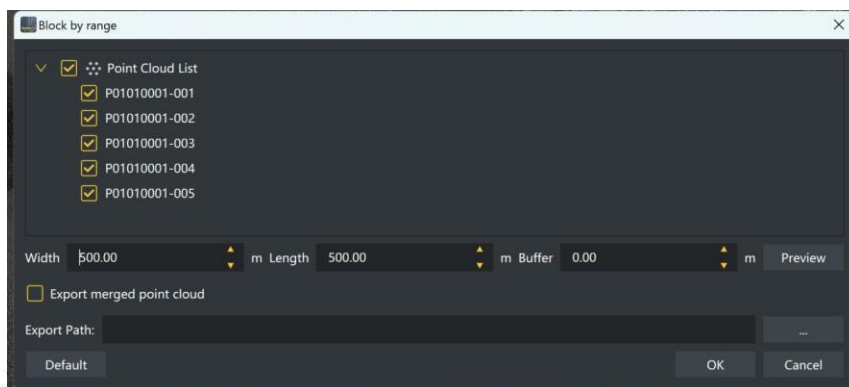 Block by range
Point Cloud List
P01010001-001
P01010001-002
P01010001-003
P01010001-004
P01010001-005
Width 500.00 m Length 500.00 m Buffer 0.00 m Preview
Export merged point cloud
Export Path: ...
Default OK Cancel